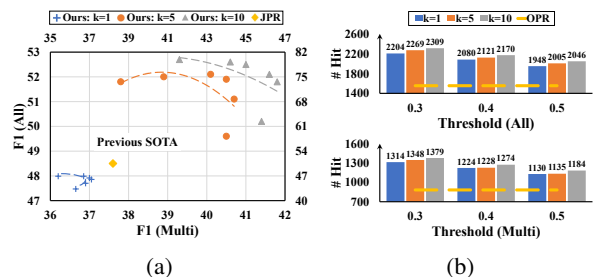 Ours: k=1 Ours: k=5 Ours: k=10 JPR
35 36 37 38 39 40 41 42
53 82
52 75
51 68
50 61
49 54
48 47
47 40
F1 (All)
Previous SOTA
36 37 38 39 40 41 42
F1 (Multi)
(a)
k=1 k=5 k=10 OPR
2600
2200
1800
1400
# Hit
2204 2269 2309 2080 2121 2170 1948 2005 2046
0.3 0.4 0.5
Threshold (All)
1600
1300
1000
700
# Hit
1314 1348 1379 1224 1228 1274 1130 1135 1184
0.3 0.4 0.5
Threshold (Multi)
(b)